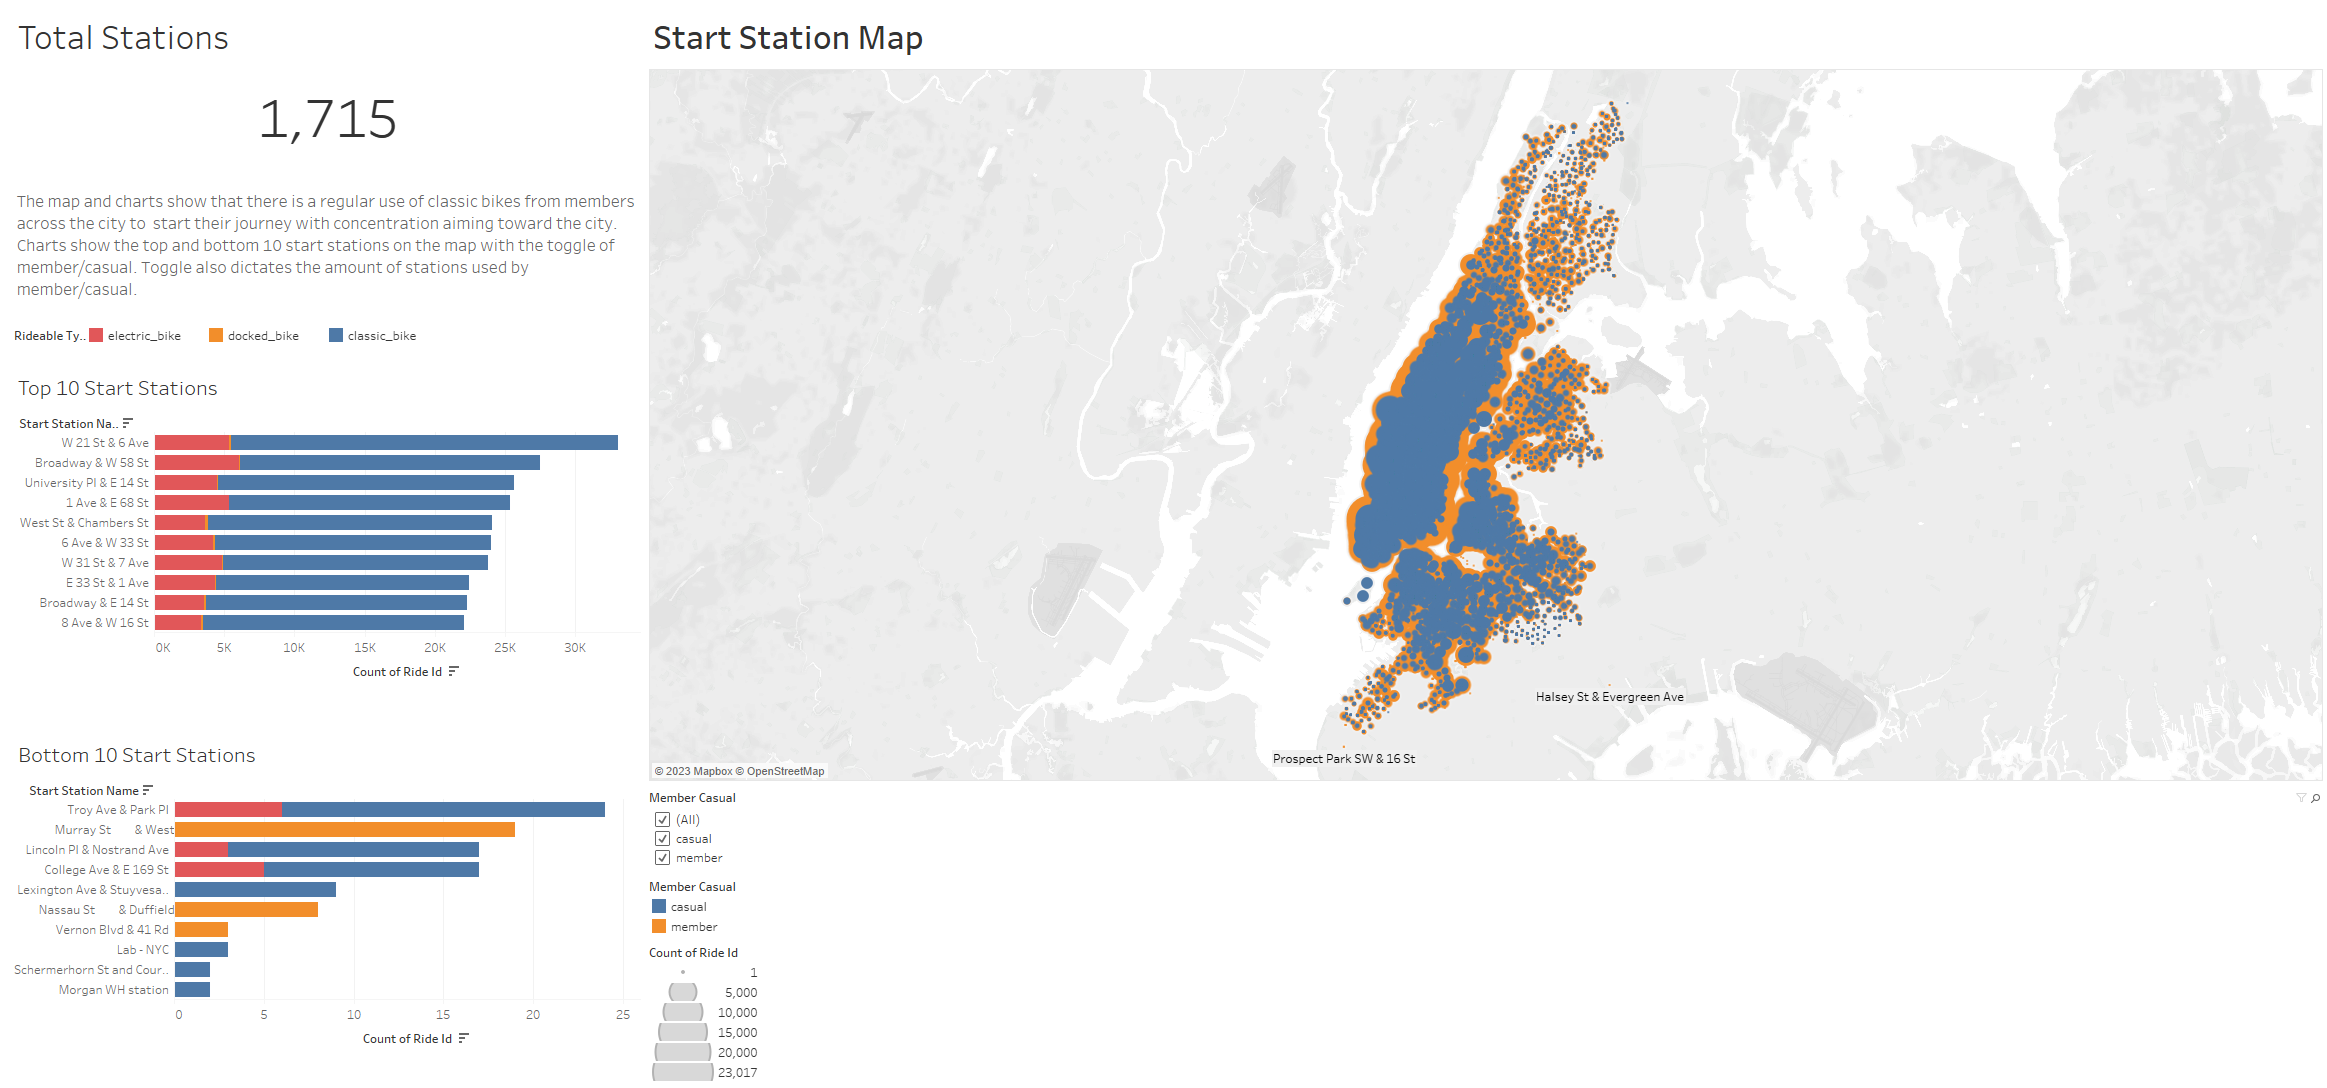 Total Stations
1,715
The map and charts show that there is a regular use of classic bikes from members
across the city to  start their journey with concentration aiming toward the city.
Charts show the top and bottom 10 start stations on the map with the toggle of
member/casual. Toggle also dictates the amount of stations used by
member/casual.
Rideable Ty.. electric_bike docked_bike classic_bike
Top 10 Start Stations
Start Station Na..
W 21 St & 6 Ave
Broadway & W 58 St
University Pl & E 14 St
1 Ave & E 68 St
West St & Chambers St
6 Ave & W 33 St
W 31 St & 7 Ave
E 33 St & 1 Ave
Broadway & E 14 St
8 Ave & W 16 St
0K 5K 10K 15K 20K 25K 30K
Count of Ride Id
Bottom 10 Start Stations
Start Station Name
Troy Ave & Park Pl
Murray St & West
Lincoln Pl & Nostrand Ave
College Ave & E 169 St
Lexington Ave & Stuyvesa..
Nassau St & Duffield
Vernon Blvd & 41 Rd
Lab - NYC
Schermerhorn St and Cour..
Morgan WH station
0 5 10 15 20 25
Count of Ride Id
Start Station Map
Halsey St & Evergreen Ave
Prospect Park SW & 16 St
© 2023 Mapbox © OpenStreetMap
Member Casual
(All)
casual
member
Member Casual
casual
member
Count of Ride Id
1
5,000
10,000
15,000
20,000
23,017